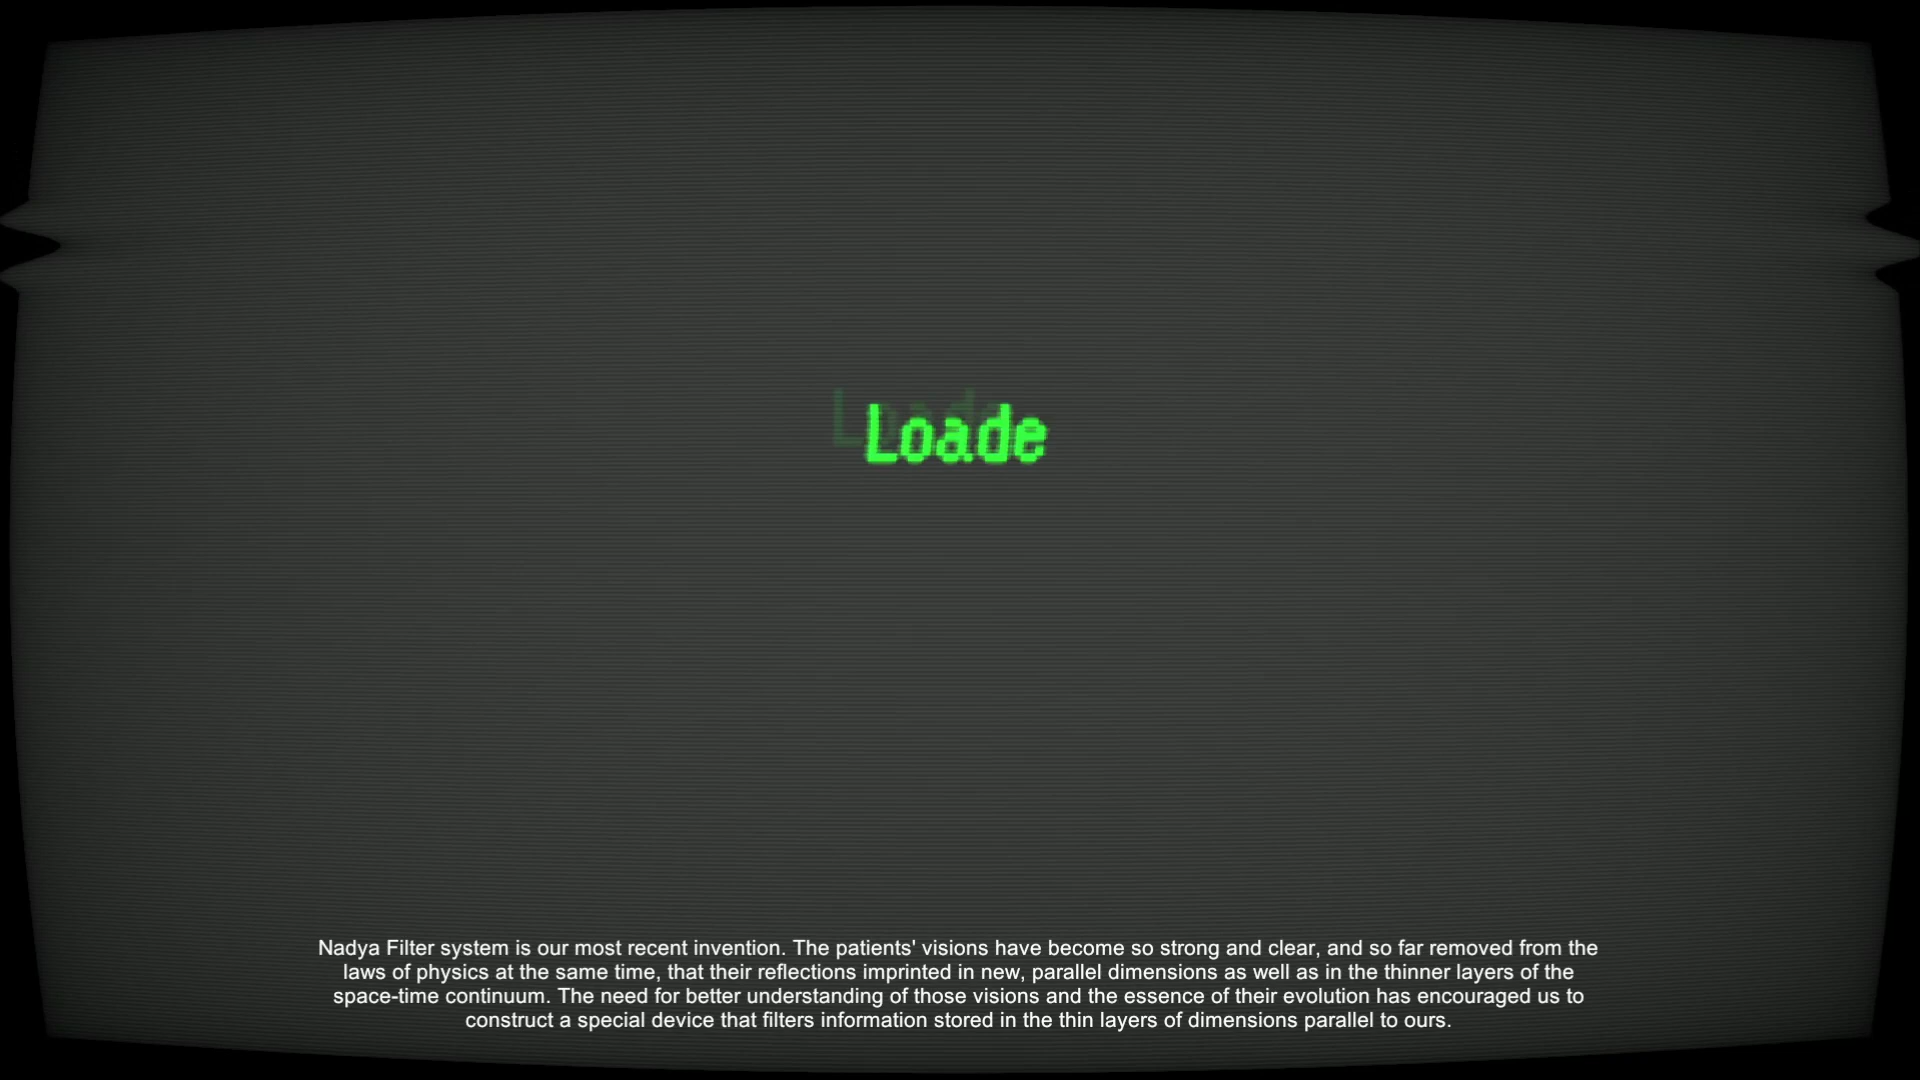 Loade
Nadya Filter system is our most recent invention. The patients' visions have become so strong and clear, and so far removed from the
laws of physics at the same time, that their reflections imprinted in new, parallel dimensions as well as in the thinner layers of the
space-time continuum. The need for better understanding of those visions and the essence of their evolution has encouraged us to
construct a special device that filters information stored in the thin layers of dimensions parallel to ours.